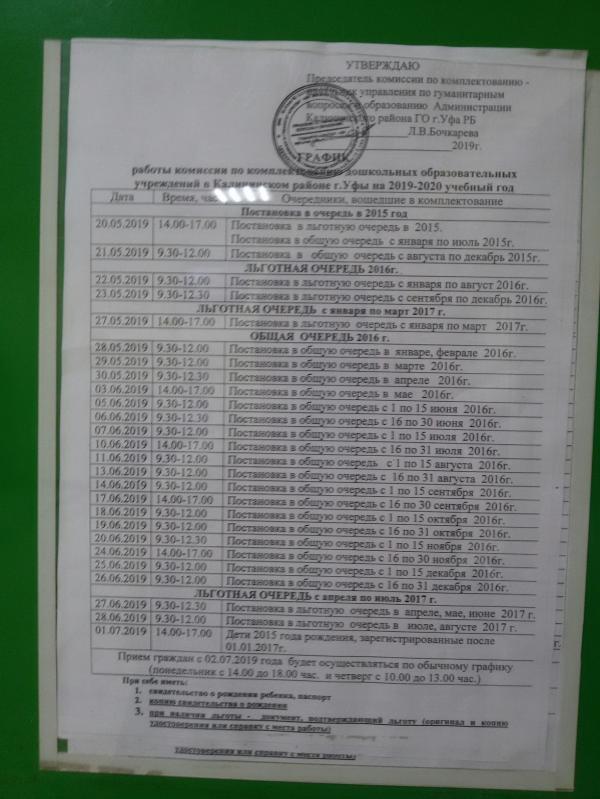 УТВЕРЖДАЮ
Председатель комиссии по комплектованию -
начальник управления по гуманитарным
вопросам и образованию Администрации
Калининского района ГО г.Уфа РБ
Л.В.Бочкарева
2019г.
ГРАФИК
работы комиссии по комплектованию дошкольных образовательных
учреждений в Калининском районе г.Уфы на 2019-2020 учебный год
Дата Время, час Очередники, вошедшие в комплектование
Постановка в очередь в 2015 год
20.05.2019 14.00-17.00 Постановка в льготную очередь в 2015.
Постановка в общую очередь с января по июль 2015г.
21.05.2019 9.30-12.00 Постановка в общую очередь с августа по декабрь 2015г.
ЛЬГОТНАЯ ОЧЕРЕДЬ 2016г.
22.05.2019 9.30-12.00 Постановка в льготную очередь с января по август 2016г.
23.05.2019 9.30-12.30 Постановка в льготную очередь с сентября по декабрь 2016г.
ЛЬГОТНАЯ ОЧЕРЕДЬ с января по март 2017 г.
27.05.2019 14.00-17.00 Постановка в льготную очередь с января по март 2017г.
ОБЩАЯ ОЧЕРЕДЬ 2016 г.
28.05.2019 9.30-12.00 Постановка в общую очередь в январе, феврале 2016г.
29.05.2019 9.30-12.00 Постановка в общую очередь в марте 2016г.
30.05.2019 9.30-12.30 Постановка в общую очередь в апреле 2016г.
03.06.2019 14.00-17.00 Постановка в общую очередь в мае 2016г.
05.06.2019 9.30-12.00 Постановка в общую очередь с 1 по 15 июня 2016г.
06.06.2019 9.30-12.30 Постановка в общую очередь с 16 по 30 июня 2016г.
07.06.2019 9.30-12.00 Постановка в общую очередь с 1 по 15 июля 2016г.
10.06.2019 14.00-17.00 Постановка в общую очередь с 16 по 31 июля 2016г.
11.06.2019 9.30-12.00 Постановка в общую очередь с 1 по 15 августа 2016г.
13.06.2019 9.30-12.00 Постановка в общую очередь с 16 по 31 августа 2016г.
14.06.2019 9.30-12.00 Постановка в общую очередь с 1 по 15 сентября 2016г.
17.06.2019 14.00-17.00 Постановка в общую очередь с 16 по 30 сентября 2016г.
18.06.2019 9.30-12.00 Постановка в общую очередь с 1 по 15 октября 2016г.
19.06.2019 9.30-12.00 Постановка в общую очередь с 16 по 31 октября 2016г.
20.06.2019 9.30-12.30 Постановка в общую очередь с 1 по 15 ноября 2016г.
24.06.2019 14.00-17.00 Постановка в общую очередь с 16 по 30 ноября 2016г.
25.06.2019 9.30-12.00 Постановка в общую очередь с 1 по 15 декабря 2016г.
26.06.2019 9.30-12.00 Постановка в общую очередь с 16 по 31 декабря 2016г.
ЛЬГОТНАЯ ОЧЕРЕДЬ с апреля по июль 2017 г.
27.06.2019 9.30-12.30 Постановка в льготную очередь в апреле, мае, июне 2017 г.
28.06.2019 9.30-12.00 Постановка в льготную очередь в июле, августе 2017 г.
01.07.2019 14.00-17.00 Дети 2015 года рождения, зарегистрированные после
01.01.2017г.
Прием граждан с 02.07.2019 года будет осуществляться по обычному графику
(понедельник с 14.00 до 18.00 час. и четверг с 10.00 до 13.00 час.)
При себе иметь:
1. свидетельство о рождении ребенка, паспорт
2. копию свидетельства о рождении
3. при наличии льготы - документ, подтверждающий льготу (оригинал и копию
удостоверения или справку с места работы)
удостоверения или справку с места работы)